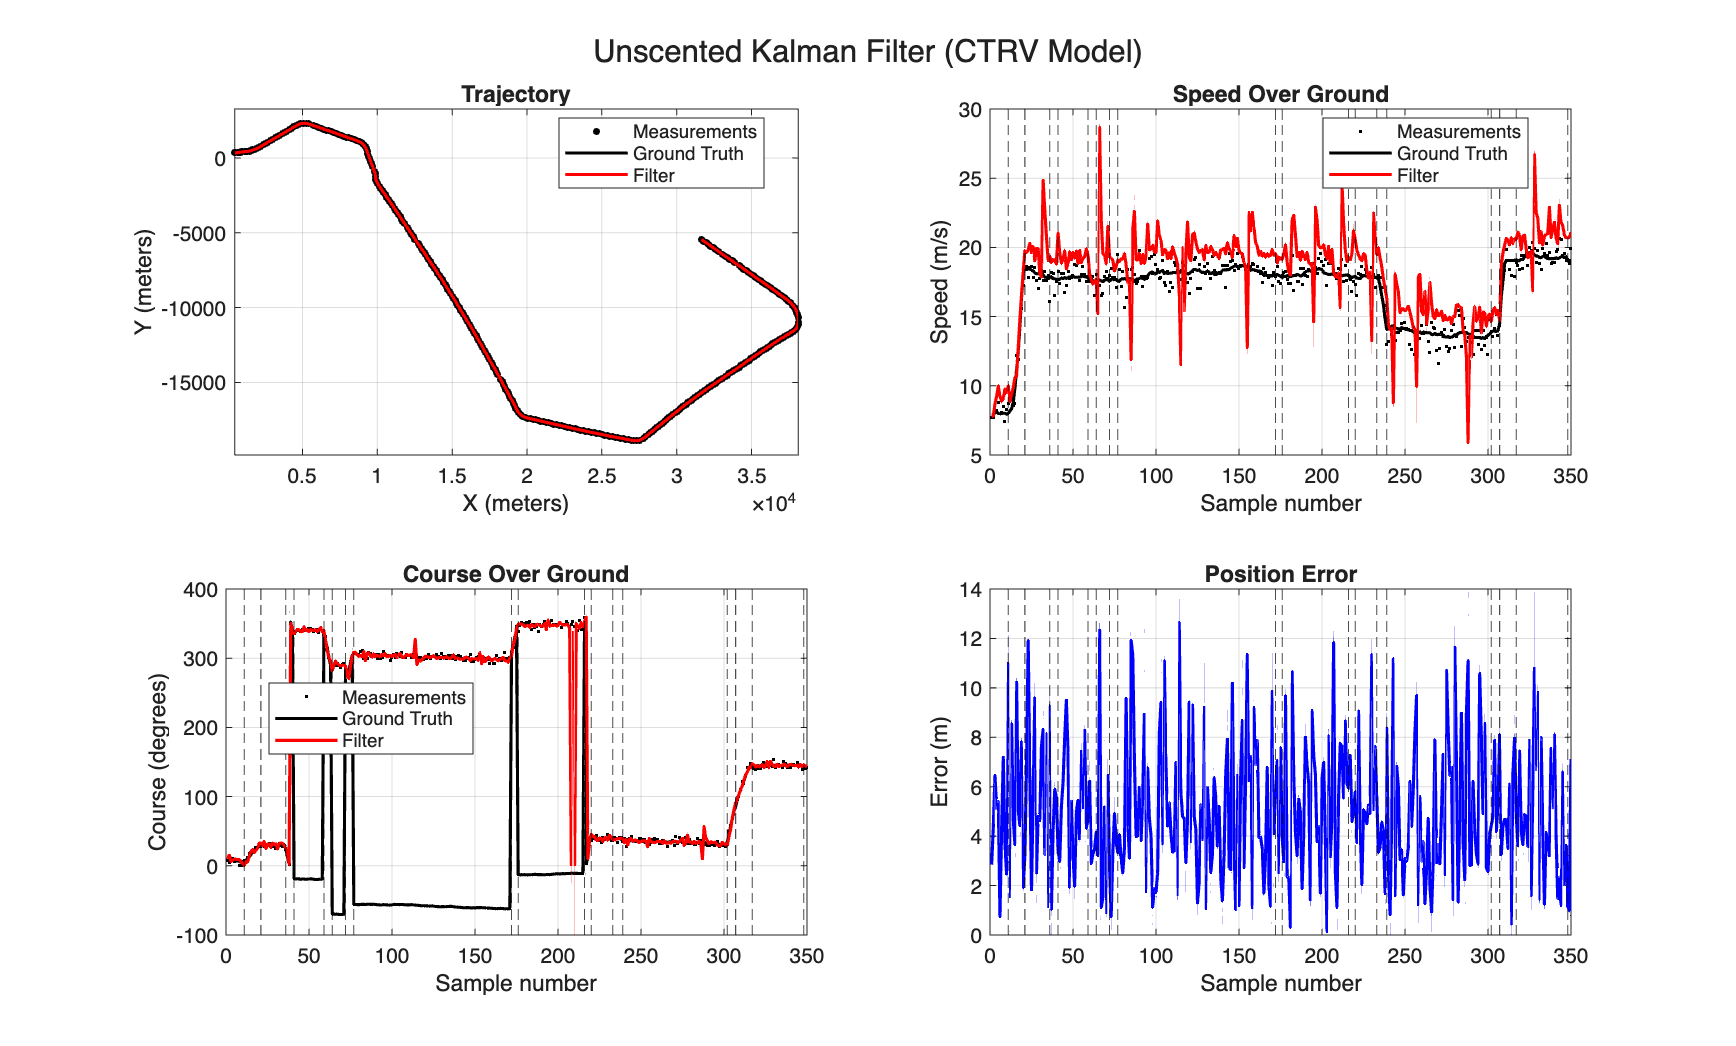 Unscented Kalman Filter (CTRV Model)
Trajectory
Measurements
Ground Truth
Filter
0
-5000
-10000
-15000
Y (meters)
0.5
1
1.5
2
2.5
3
3.5
×10⁴
X (meters)
Speed Over Ground
Measurements
Ground Truth
Filter
30
25
20
15
10
5
Speed (m/s)
0
50
100
150
200
250
300
350
Sample number
Course Over Ground
Measurements
Ground Truth
Filter
400
300
200
100
0
-100
Course (degrees)
0
50
100
150
200
250
300
350
Sample number
Position Error
14
12
10
8
6
4
2
0
Error (m)
0
50
100
150
200
250
300
350
Sample number